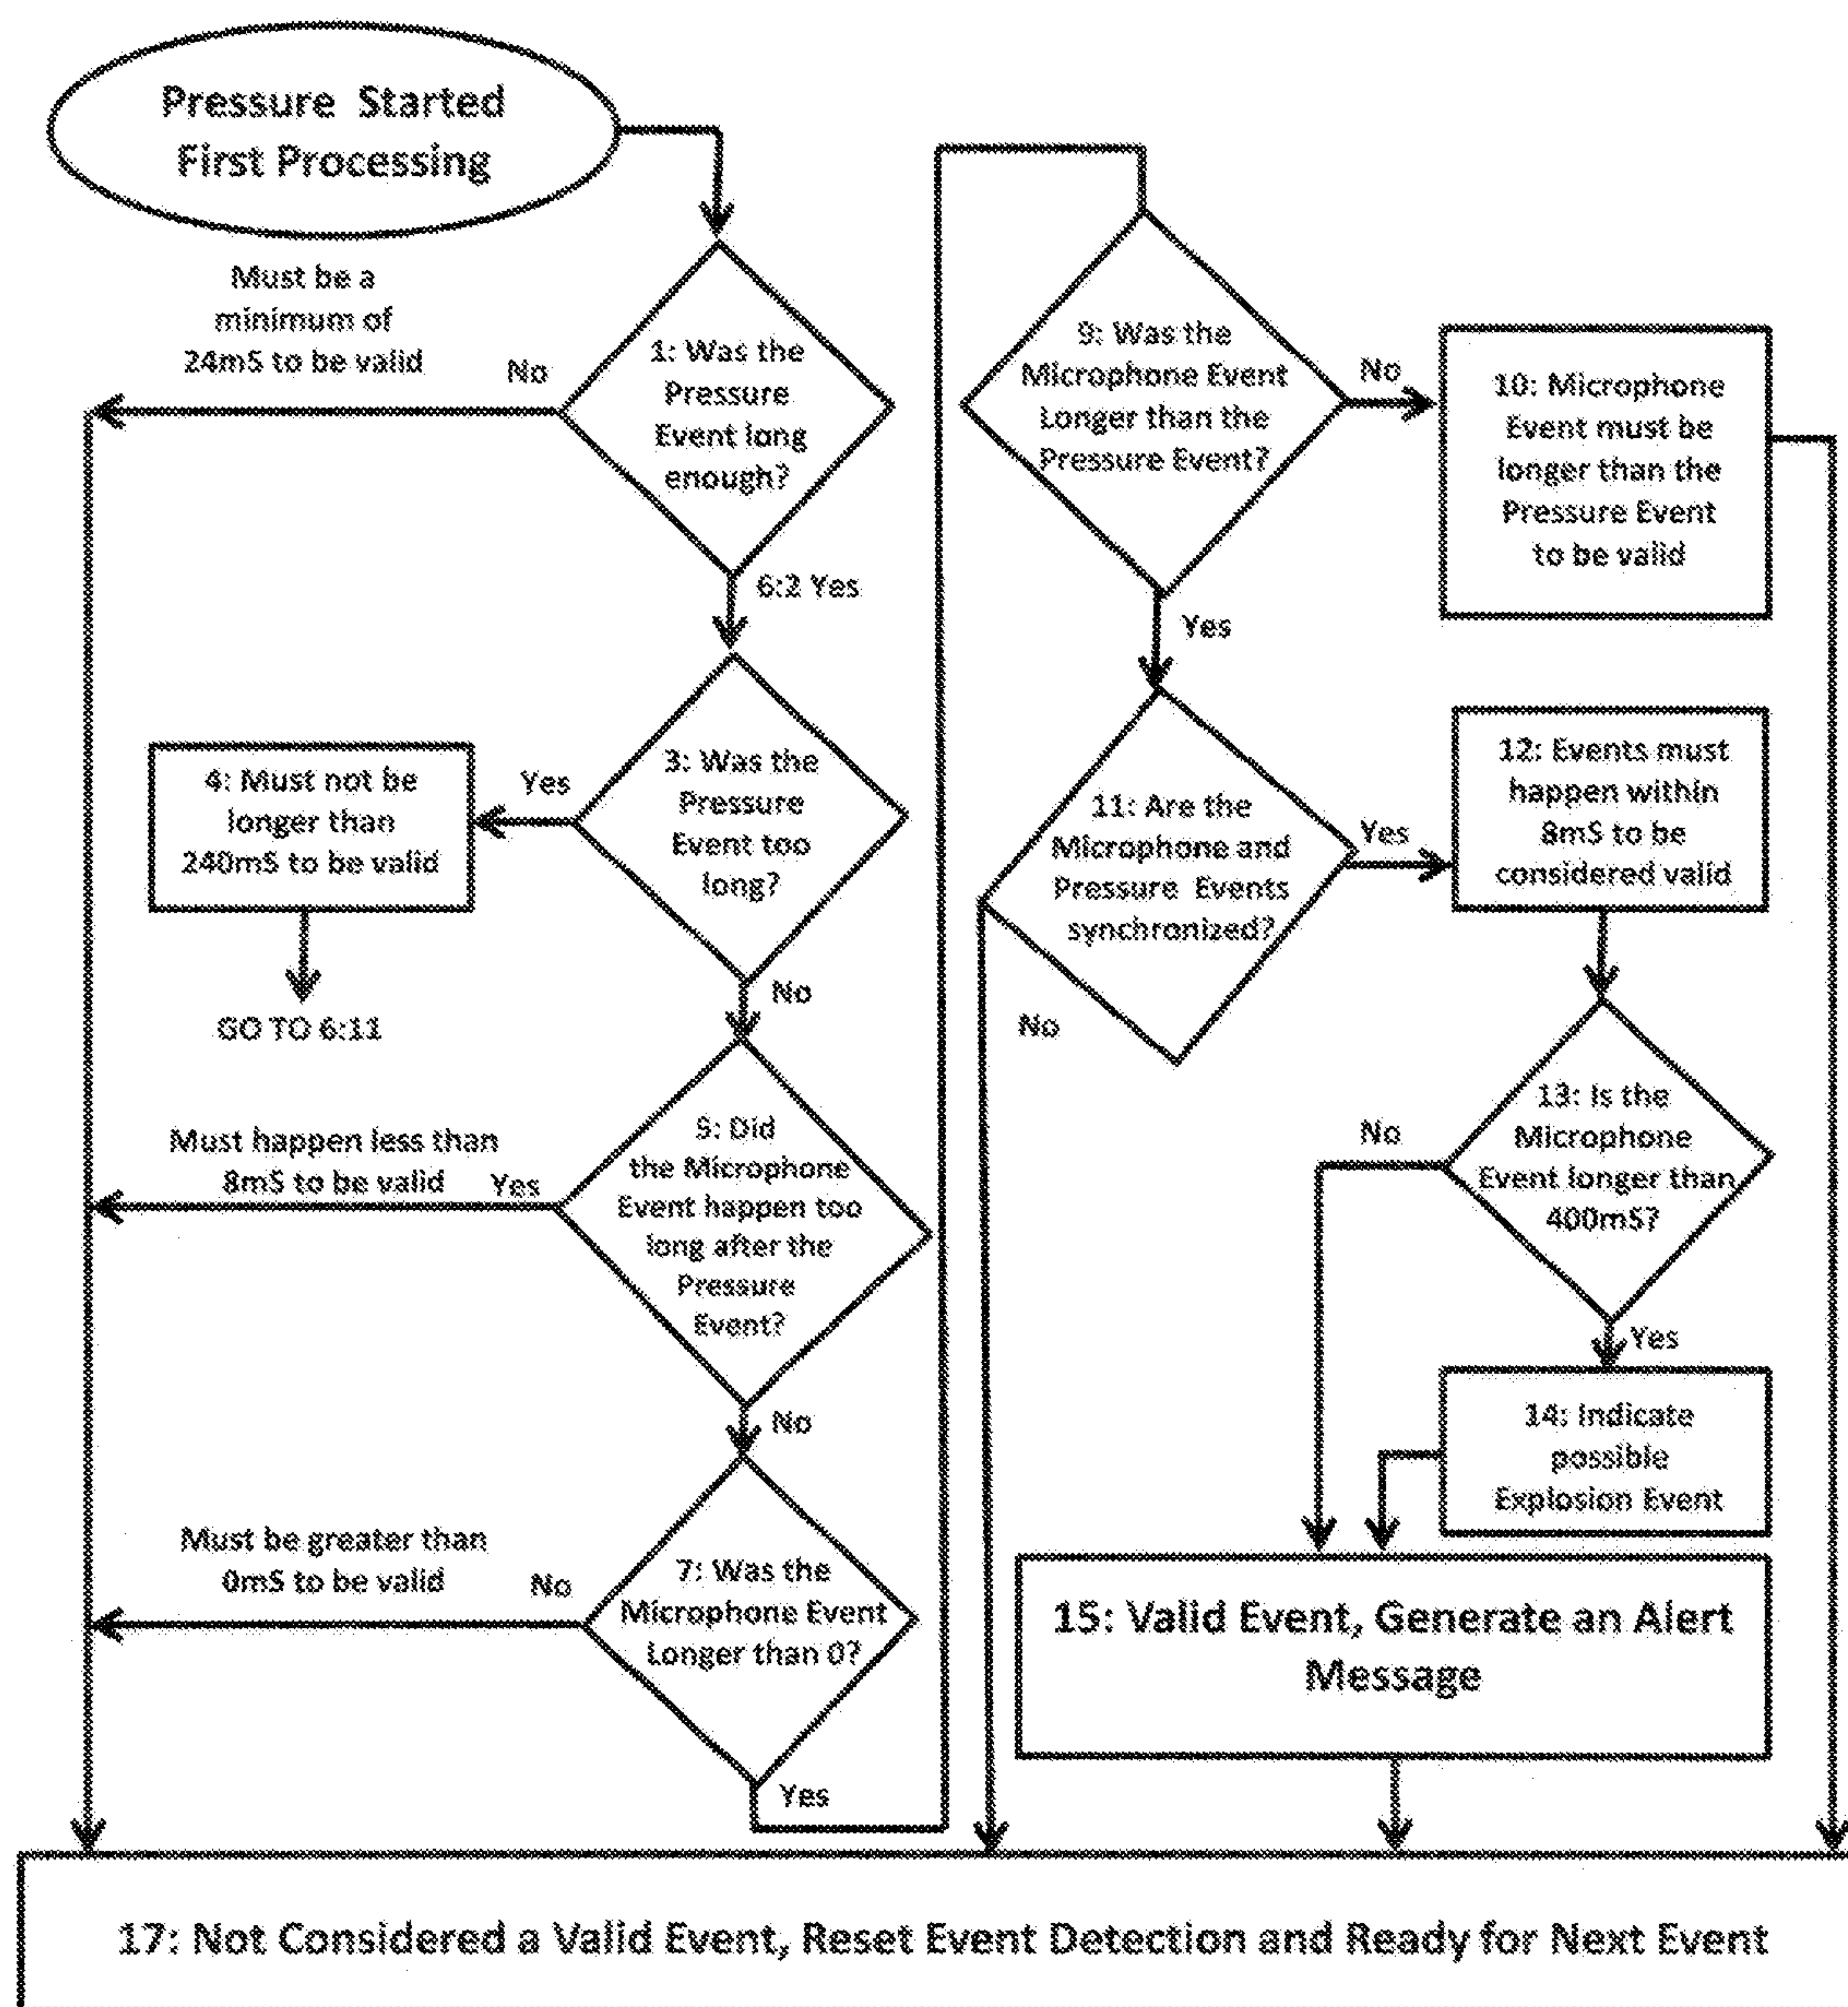 Pressure Started
First Processing
Must be a
minimum of
24mS to be valid
No
1: Was the
Pressure
Event long
enough?
6:2 Yes
3: Was the
Pressure
Event too
long?
Yes
4: Must not be
longer than
240mS to be valid
GO TO 6:11
No
5: Did
the Microphone
Event happen too
long after the
Pressure
Event?
Must happen less than
8mS to be valid
Yes
No
7: Was the
Microphone Event
Longer than 0?
Must be greater than
0mS to be valid
No
Yes
9: Was the
Microphone Event
Longer than the
Pressure Event?
No
10: Microphone
Event must be
longer than the
Pressure Event
to be valid
Yes
11: Are the
Microphone and
Pressure Events
synchronized?
Yes
12: Events must
happen within
8mS to be
considered valid
No
13: Is the
Microphone
Event longer than
400mS?
No
Yes
14: Indicate
possible
Explosion Event
15: Valid Event, Generate an Alert
Message
17: Not Considered a Valid Event, Reset Event Detection and Ready for Next Event